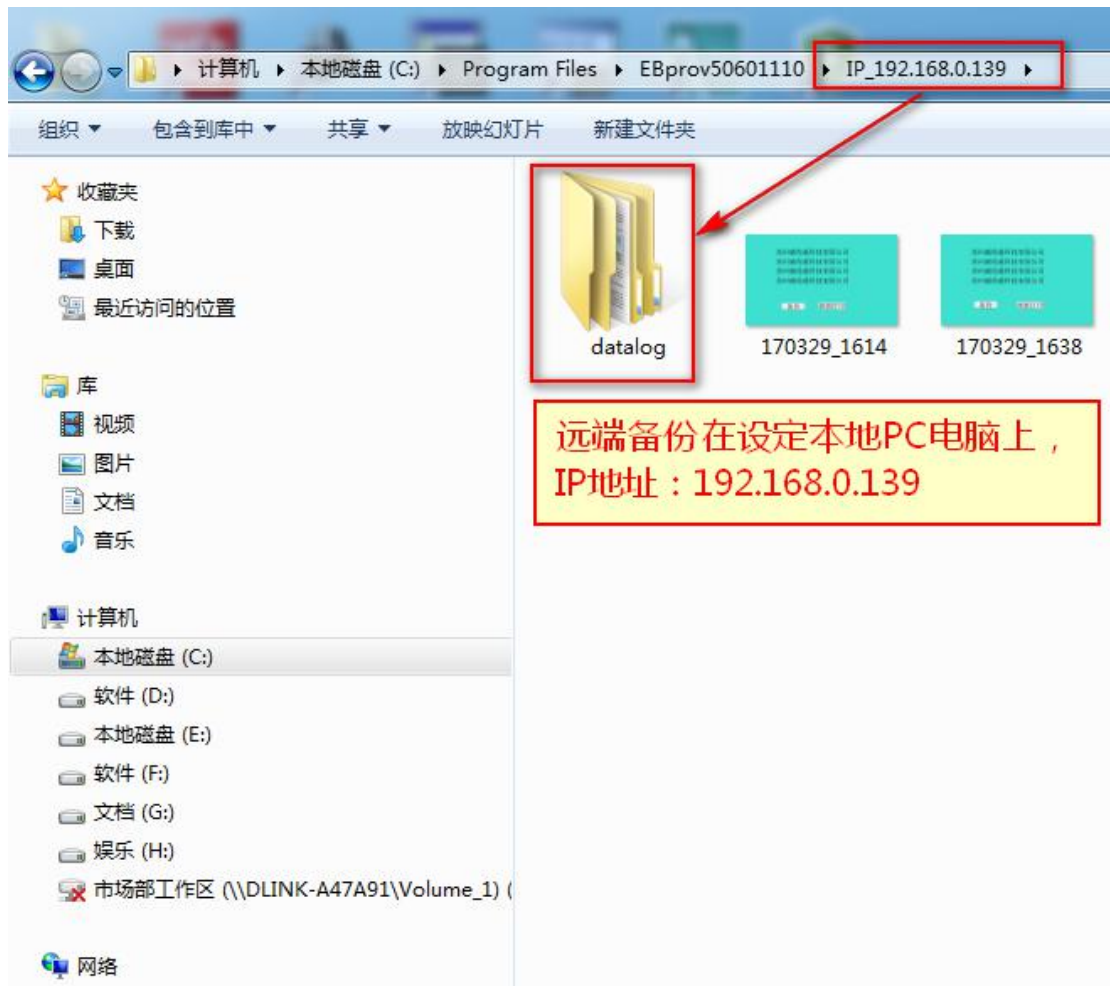 计算机 本地磁盘 (C:) Program Files EBprov50601110 IP_192.168.0.139
组织 包含到库中 共享 放映幻灯片 新建文件夹
收藏夹
下载
桌面
最近访问的位置
库
视频
图片
文档
音乐
计算机
本地磁盘 (C:)
软件 (D:)
本地磁盘 (E:)
软件 (F:)
文档 (G:)
娱乐 (H:)
市场部工作区 (\\DLINK-A47A91\Volume_1) (
网络
datalog
170329_1614
170329_1638
远端备份在设定本地PC电脑上，
IP地址：192.168.0.139